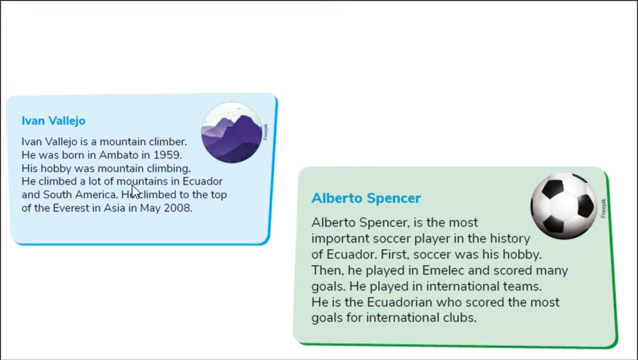 Ivan Vallejo
Ivan Vallejo is a mountain climber.
He was born in Ambato in 1959.
His hobby was mountain climbing.
He climbed a lot of mountains in Ecuador
and South America. He climbed to the top
of the Everest in Asia in May 2008.
Freepik
Alberto Spencer
Alberto Spencer, is the most
important soccer player in the history
of Ecuador. First, soccer was his hobby.
Then, he played in Emelec and scored many
goals. He played in international teams.
He is the Ecuadorian who scored the most
goals for international clubs.
Freepik